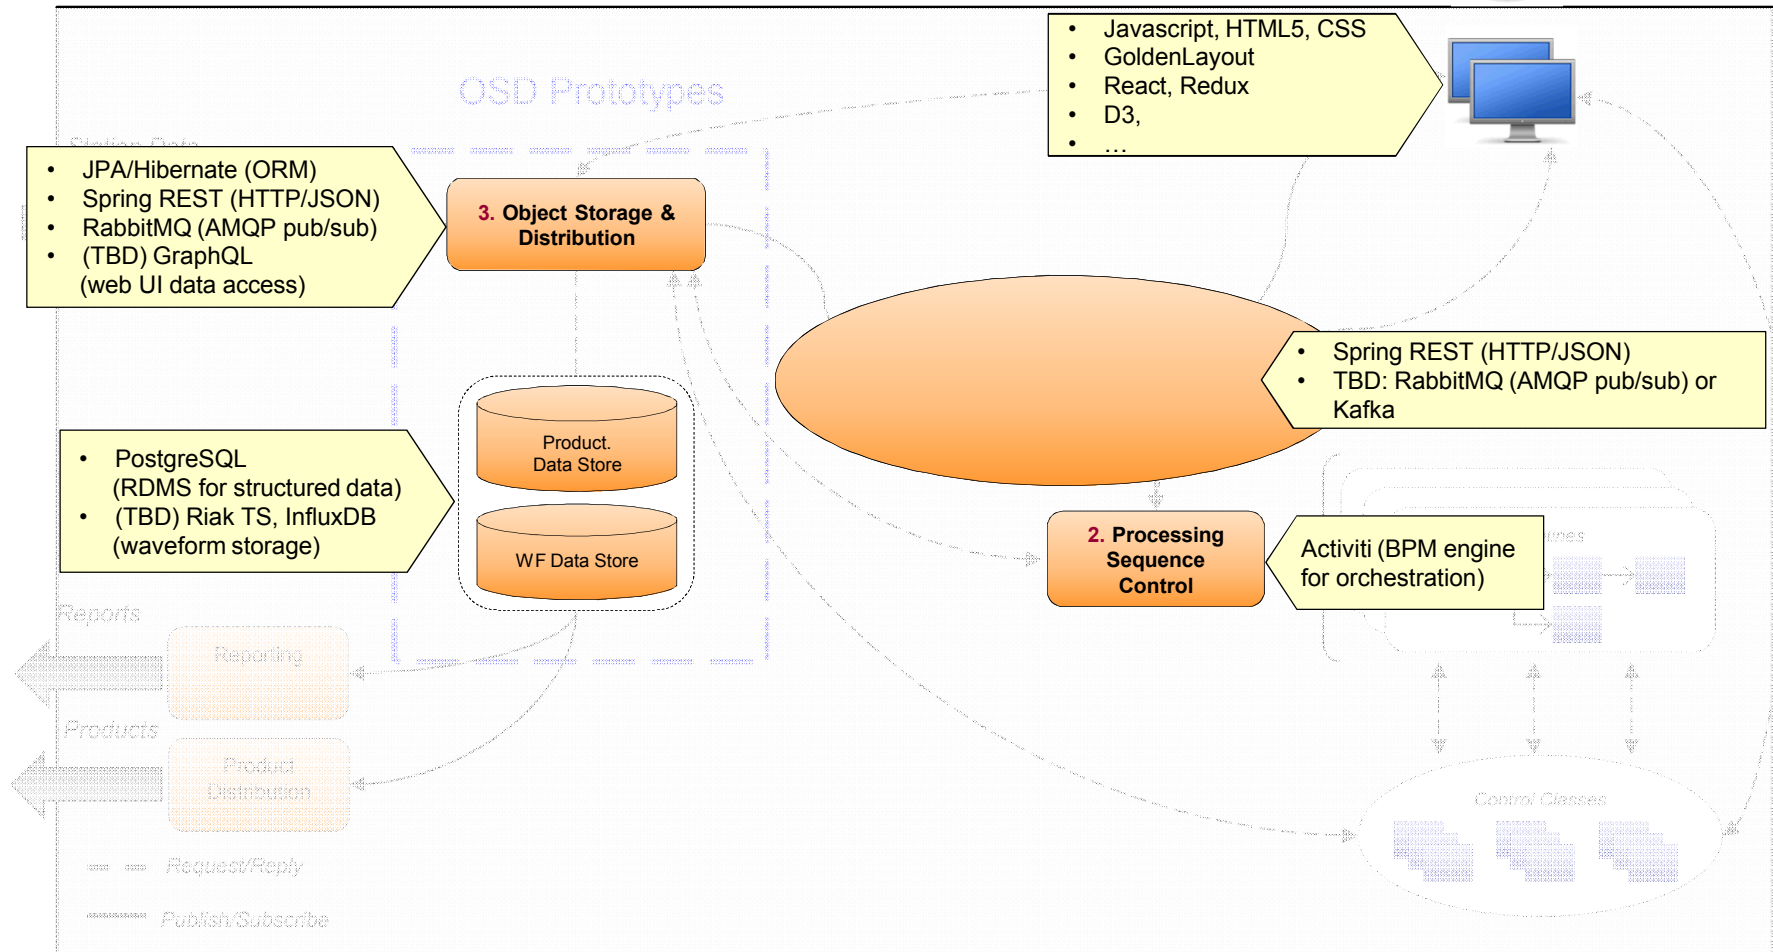 • Javascript, HTML5, CSS
• GoldenLayout
• React, Redux
• D3,
• …
OSD Prototypes
Station Data
• JPA/Hibernate (ORM)
• Spring REST (HTTP/JSON)
• RabbitMQ (AMQP pub/sub)
• (TBD) GraphQL
(web UI data access)
3. Object Storage &
Distribution
• Spring REST (HTTP/JSON)
• TBD: RabbitMQ (AMQP pub/sub) or
Kafka
Product.
Data Store
WF Data Store
• PostgreSQL
(RDMS for structured data)
• (TBD) Riak TS, InfluxDB
(waveform storage)
2. Processing
Sequence
Control
Activiti (BPM engine
for orchestration)
Reports
Reporting
Products
Product
Distribution
Control Classes
Request/Reply
Publish/Subscribe